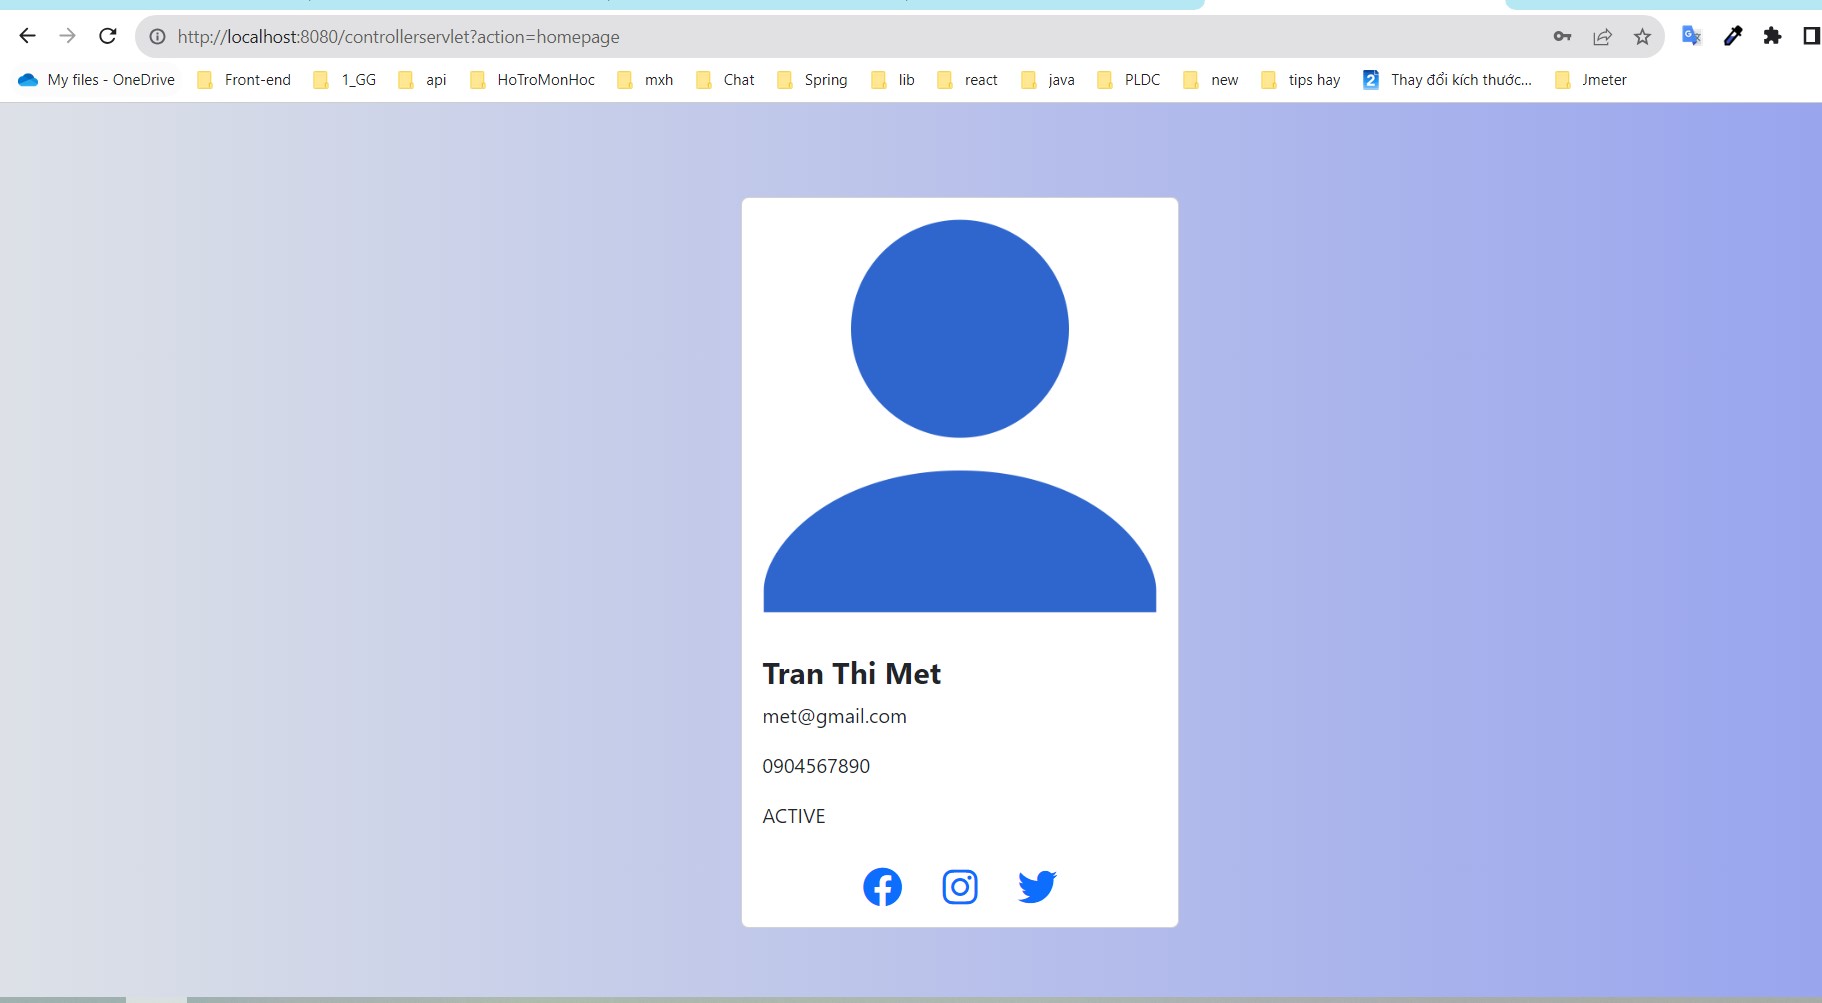 http://localhost:8080/controllerservlet?action=homepage
My files - OneDrive Front-end 1_GG api HoTroMonHoc mxh Chat Spring lib react java PLDC new tips hay 2 Thay đổi kích thước... Jmeter
Tran Thi Met
met@gmail.com
0904567890
ACTIVE